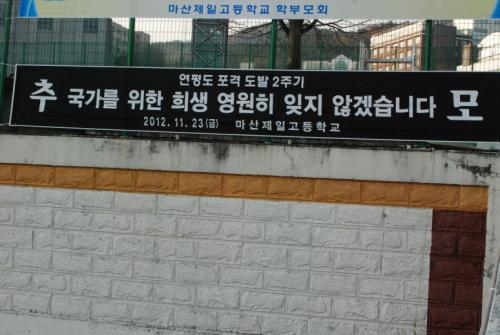 마산제일고등학교 학부모회
연평도 포격 도발 2주기
추 국가를 위한 희생 영원히 잊지 않겠습니다 모
2012. 11. 23(금) 마산제일고등학교